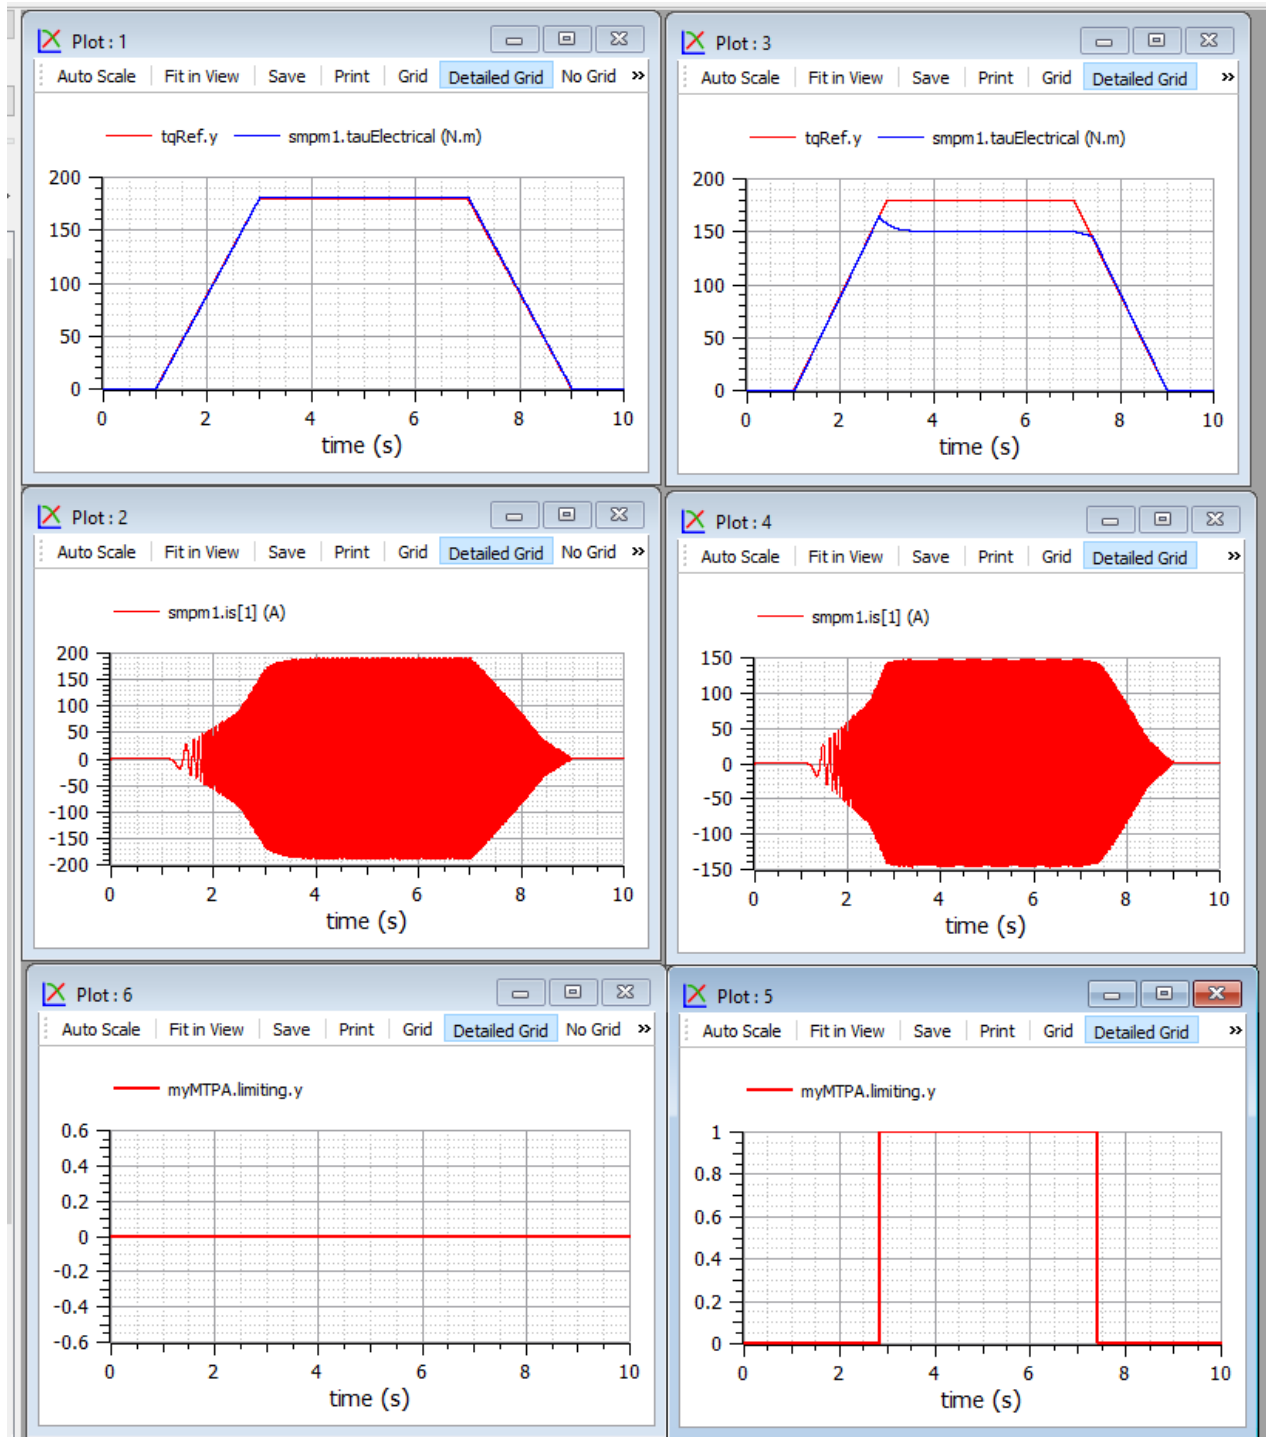 Plot : 1
Auto Scale Fit in View Save Print Grid Detailed Grid No Grid »
tqRef.y smpm1.tauElectrical (N.m)
200
150
100
50
0
0 2 4 6 8 10
time (s)
Plot : 3
Auto Scale Fit in View Save Print Grid Detailed Grid »
tqRef.y smpm1.tauElectrical (N.m)
200
150
100
50
0
0 2 4 6 8 10
time (s)
Plot : 2
Auto Scale Fit in View Save Print Grid Detailed Grid No Grid »
smpm1.is[1] (A)
200
150
100
50
0
-50
-100
-150
-200
0 2 4 6 8 10
time (s)
Plot : 4
Auto Scale Fit in View Save Print Grid Detailed Grid »
smpm1.is[1] (A)
150
100
50
0
-50
-100
-150
0 2 4 6 8 10
time (s)
Plot : 6
Auto Scale Fit in View Save Print Grid Detailed Grid No Grid »
myMTPA.limiting.y
0.6
0.4
0.2
0
-0.2
-0.4
-0.6
0 2 4 6 8 10
time (s)
Plot : 5
Auto Scale Fit in View Save Print Grid Detailed Grid »
myMTPA.limiting.y
1
0.8
0.6
0.4
0.2
0
0 2 4 6 8 10
time (s)